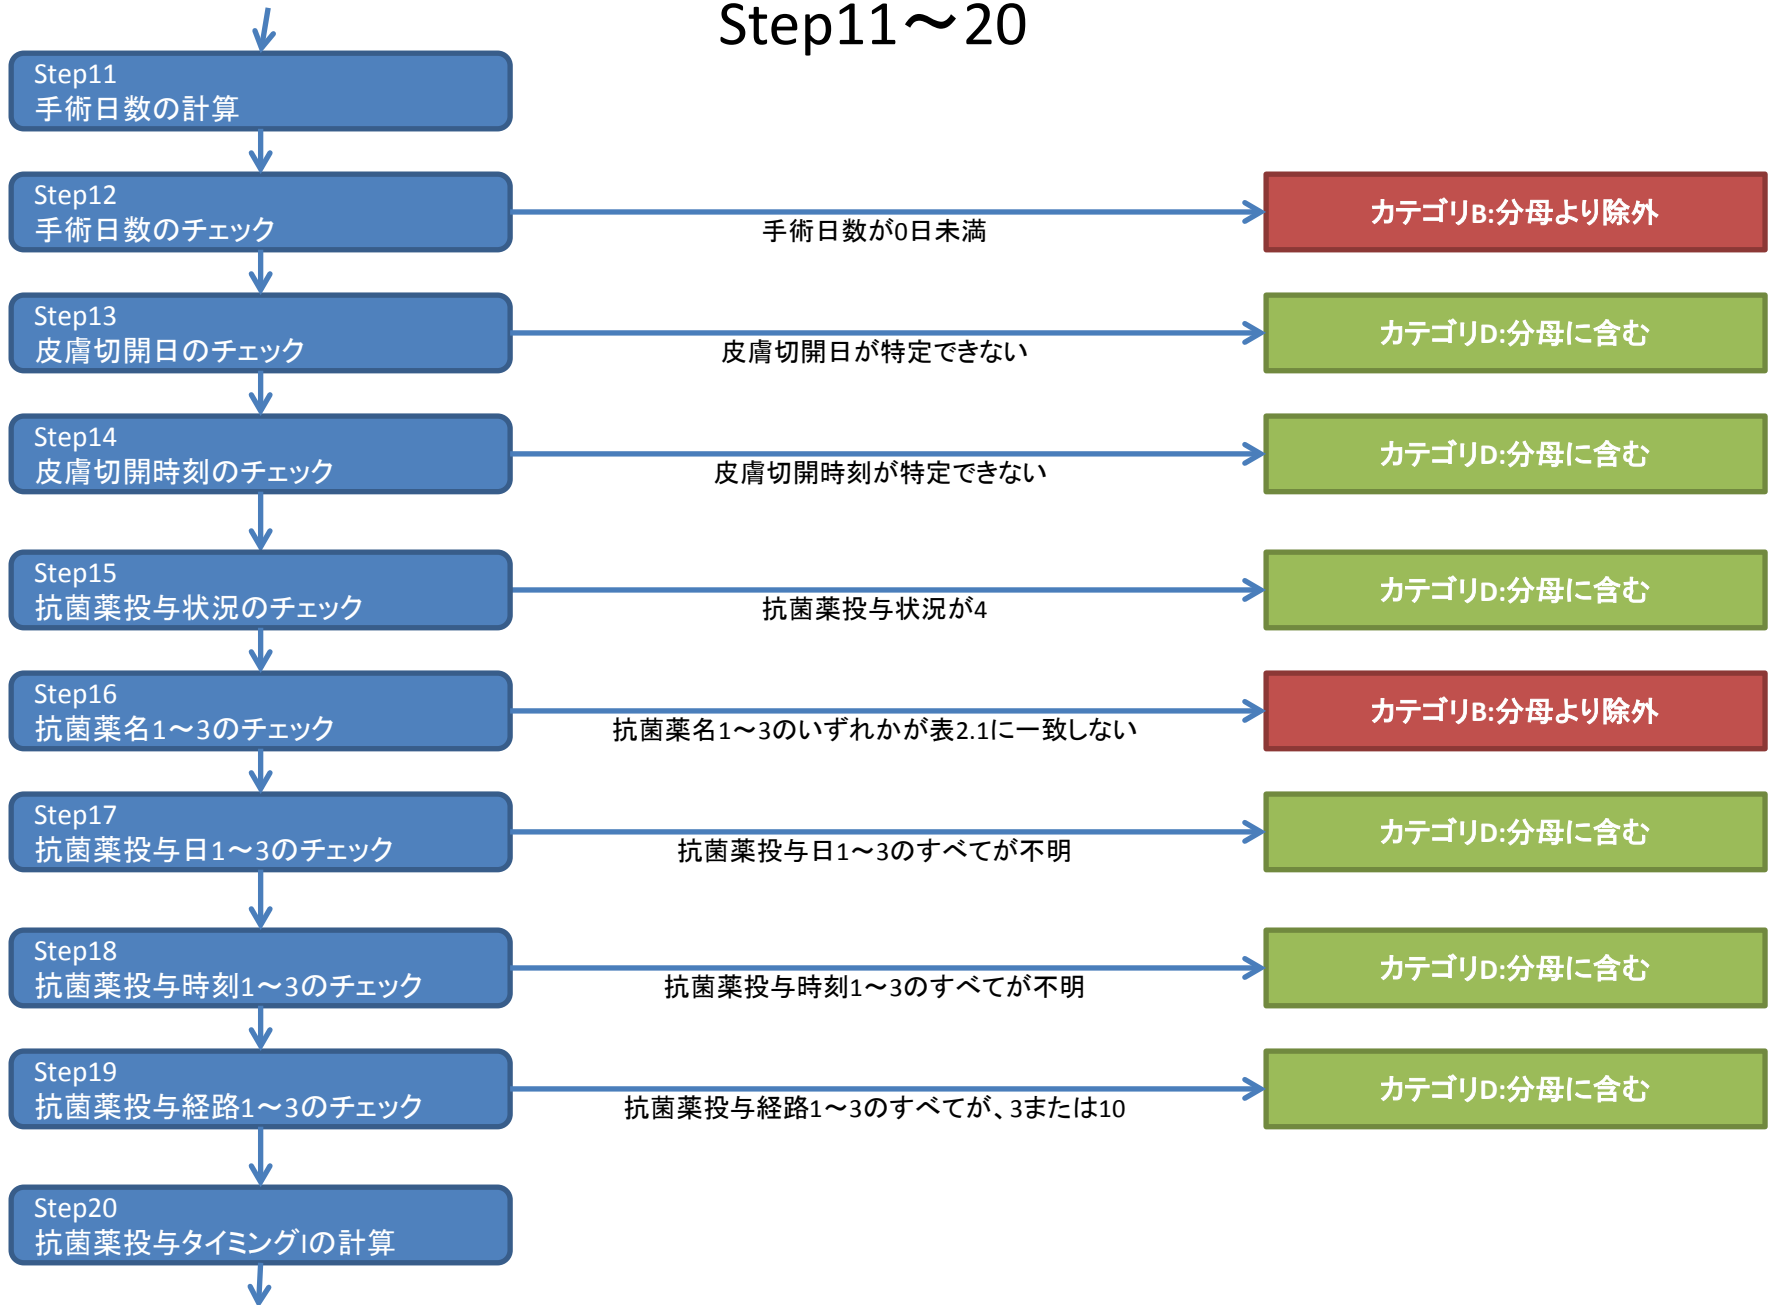 Step11～20
Step11
手術日数の計算
Step12
手術日数のチェック
手術日数が0日未満
カテゴリB:分母より除外
Step13
皮膚切開日のチェック
皮膚切開日が特定できない
カテゴリD:分母に含む
Step14
皮膚切開時刻のチェック
皮膚切開時刻が特定できない
カテゴリD:分母に含む
Step15
抗菌薬投与状況のチェック
抗菌薬投与状況が4
カテゴリD:分母に含む
Step16
抗菌薬名1～3のチェック
抗菌薬名1～3のいずれかが表2.1に一致しない
カテゴリB:分母より除外
Step17
抗菌薬投与日1～3のチェック
抗菌薬投与日1～3のすべてが不明
カテゴリD:分母に含む
Step18
抗菌薬投与時刻1～3のチェック
抗菌薬投与時刻1～3のすべてが不明
カテゴリD:分母に含む
Step19
抗菌薬投与経路1～3のチェック
抗菌薬投与経路1～3のすべてが、3または10
カテゴリD:分母に含む
Step20
抗菌薬投与タイミングIの計算